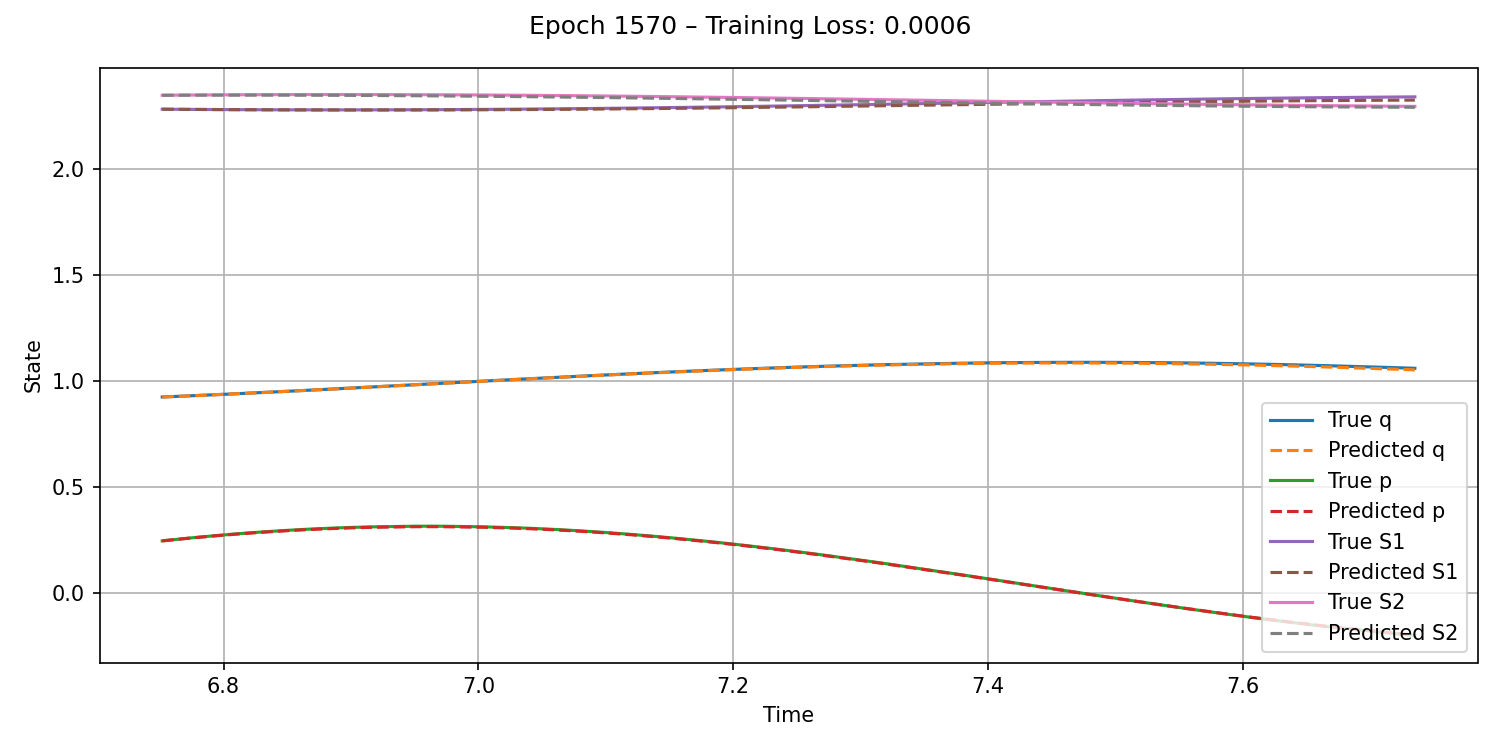 Epoch 1570 – Training Loss: 0.0006
State
2.0
1.5
1.0
0.5
0.0
6.8
7.0
7.2
7.4
7.6
Time
True q
Predicted q
True p
Predicted p
True S1
Predicted S1
True S2
Predicted S2